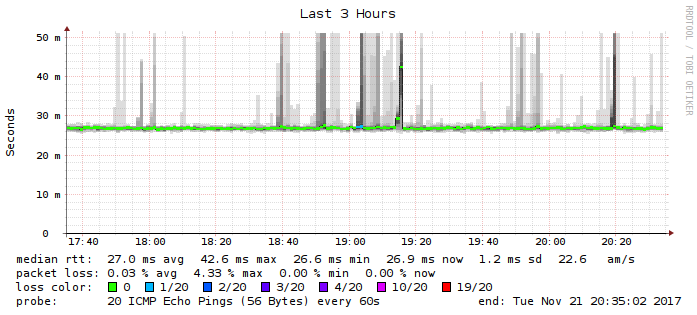 Last 3 Hours
RRDTOOL / TOBI OETIKER
Seconds
50 m
40 m
30 m
20 m
10 m
0
17:40 18:00 18:20 18:40 19:00 19:20 19:40 20:00 20:20
median rtt: 27.0 ms avg 42.6 ms max 26.6 ms min 26.9 ms now 1.2 ms sd 22.6 am/s
packet loss: 0.03 % avg 4.33 % max 0.00 % min 0.00 % now
loss color: 0 1/20 2/20 3/20 4/20 10/20 19/20
probe: 20 ICMP Echo Pings (56 Bytes) every 60s end: Tue Nov 21 20:35:02 2017